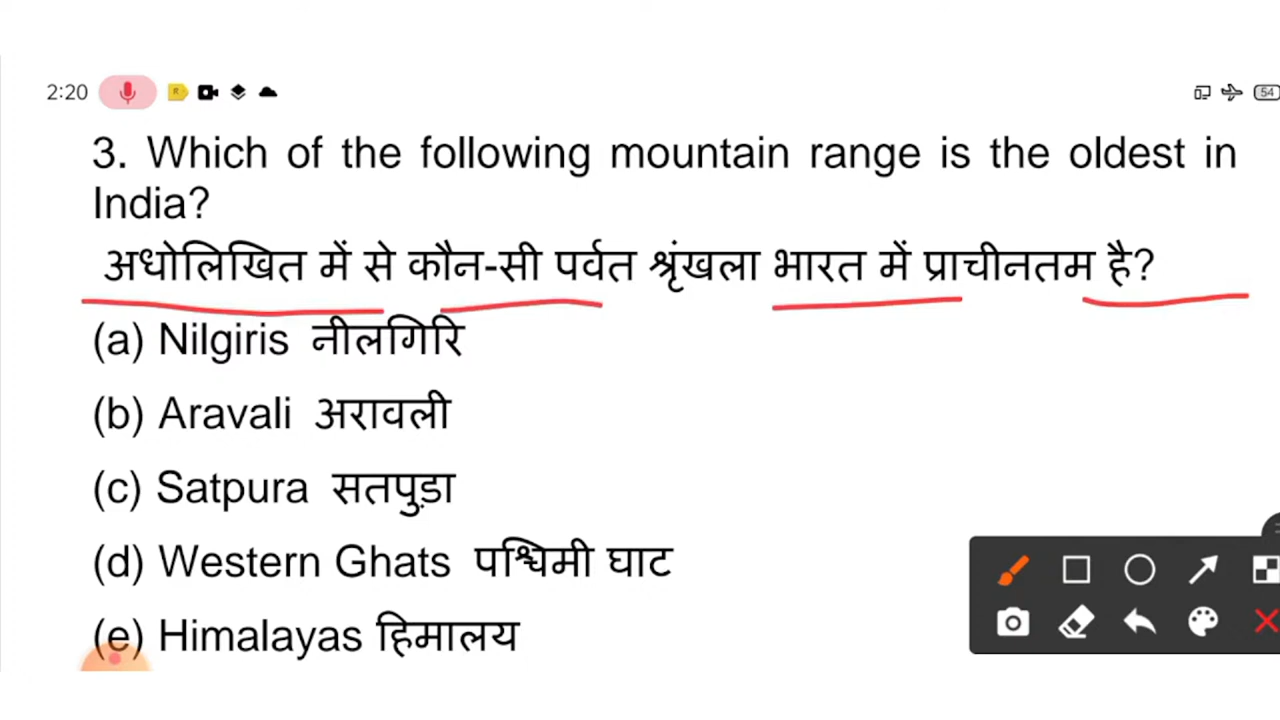 2:20
R
54
3. Which of the following mountain range is the oldest in
India?
अधोलिखित में से कौन-सी पर्वत श्रृंखला भारत में प्राचीनतम है?
(a) Nilgiris नीलगिरि
(b) Aravali अरावली
(c) Satpura सतपुड़ा
(d) Western Ghats पश्चिमी घाट
(e) Himalayas हिमालय